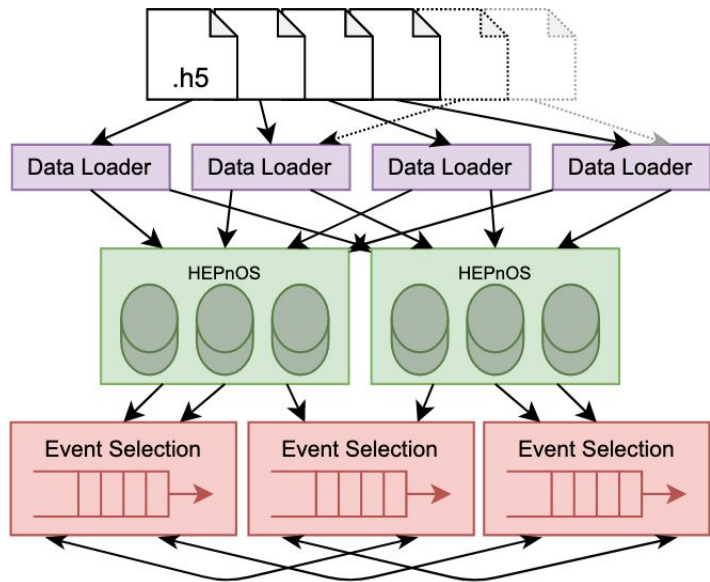 .h5
Data Loader
Data Loader
Data Loader
Data Loader
HEPnOS
HEPnOS
Event Selection
Event Selection
Event Selection